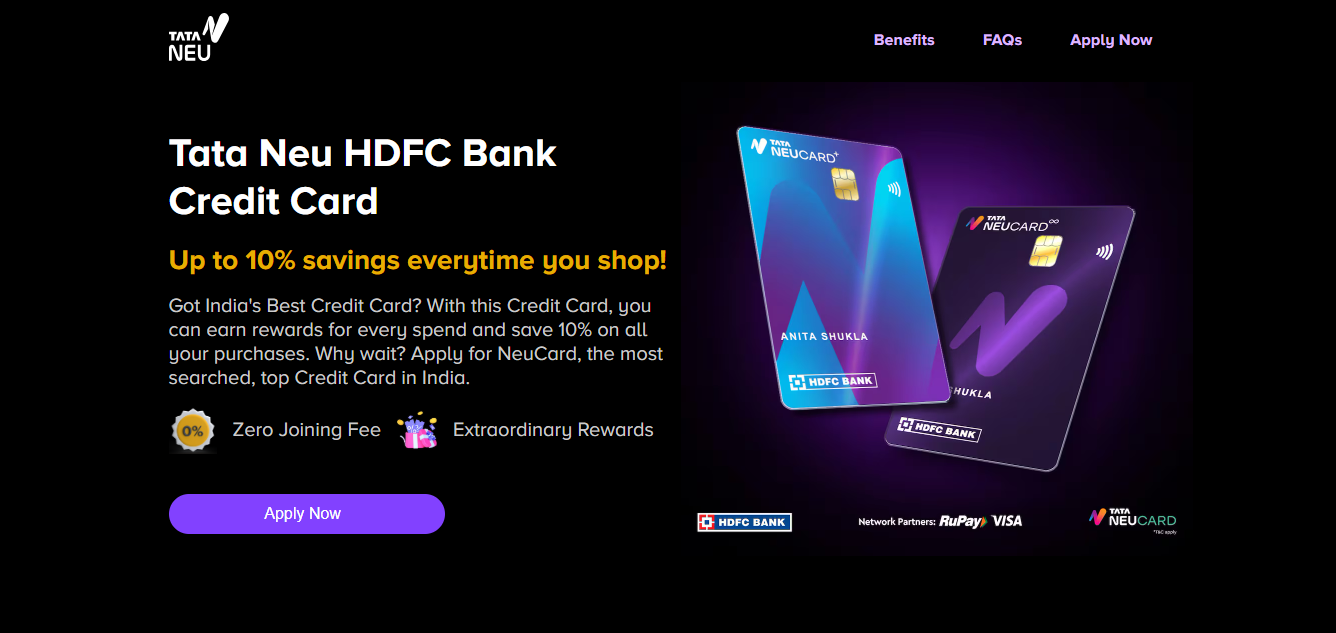 TATA
NEU
Benefits
FAQs
Apply Now
Tata Neu HDFC Bank
Credit Card
Up to 10% savings everytime you shop!
Got India's Best Credit Card? With this Credit Card, you
can earn rewards for every spend and save 10% on all
your purchases. Why wait? Apply for NeuCard, the most
searched, top Credit Card in India.
0%
Zero Joining Fee
Extraordinary Rewards
Apply Now
TATA
NEUCARD+
ANITA SHUKLA
HDFC BANK
TATA
NEUCARD∞
SHUKLA
HDFC BANK
HDFC BANK
Network Partners: RuPay VISA
TATA
NEUCARD
*T&C apply